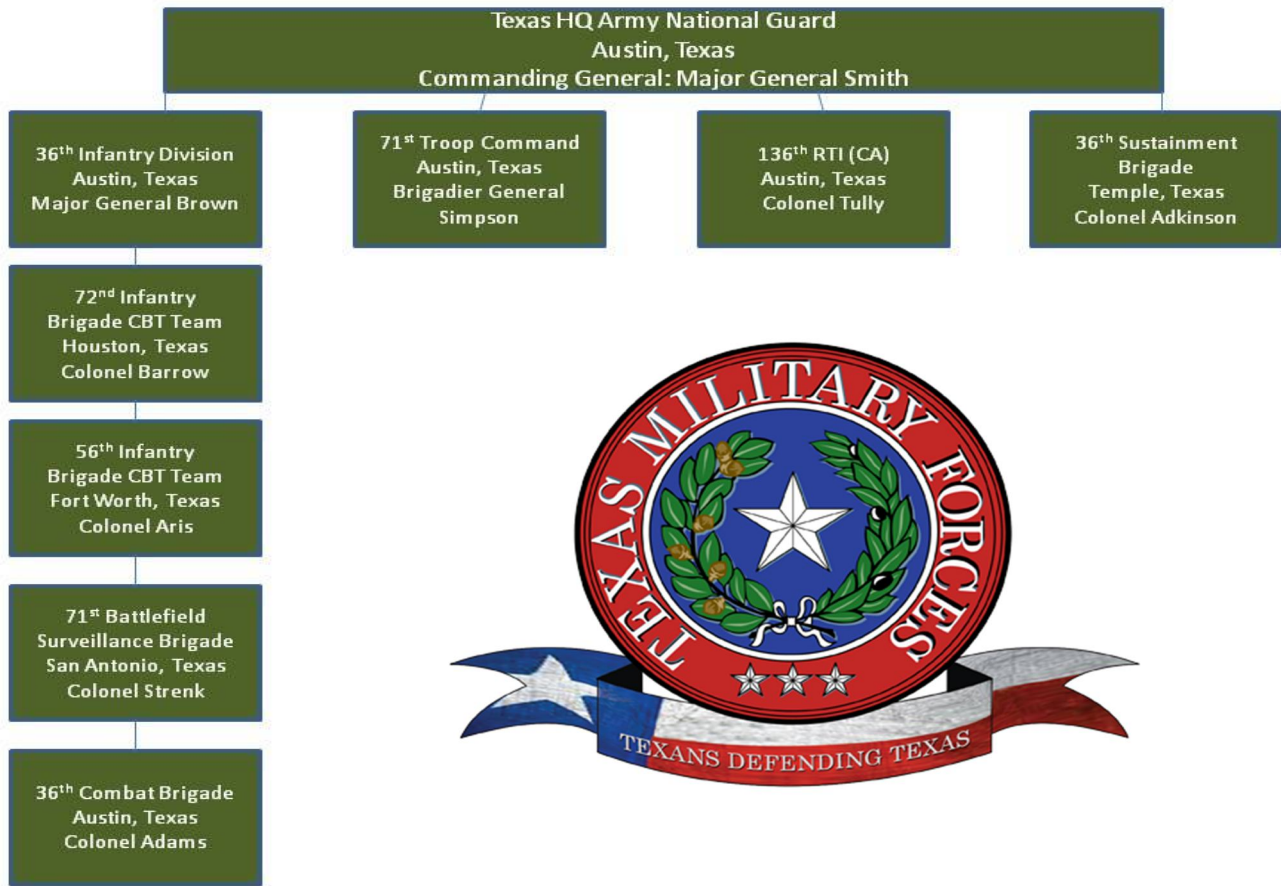 Texas HQ Army National Guard
Austin, Texas
Commanding General: Major General Smith
36th Infantry Division
Austin, Texas
Major General Brown
71st Troop Command
Austin, Texas
Brigadier General
Simpson
136th RTI (CA)
Austin, Texas
Colonel Tully
36th Sustainment
Brigade
Temple, Texas
Colonel Adkinson
72nd Infantry
Brigade CBT Team
Houston, Texas
Colonel Barrow
56th Infantry
Brigade CBT Team
Fort Worth, Texas
Colonel Aris
71st Battlefield
Surveillance Brigade
San Antonio, Texas
Colonel Strenk
36th Combat Brigade
Austin, Texas
Colonel Adams
TEXAS MILITARY FORCES
TEXANS DEFENDING TEXAS